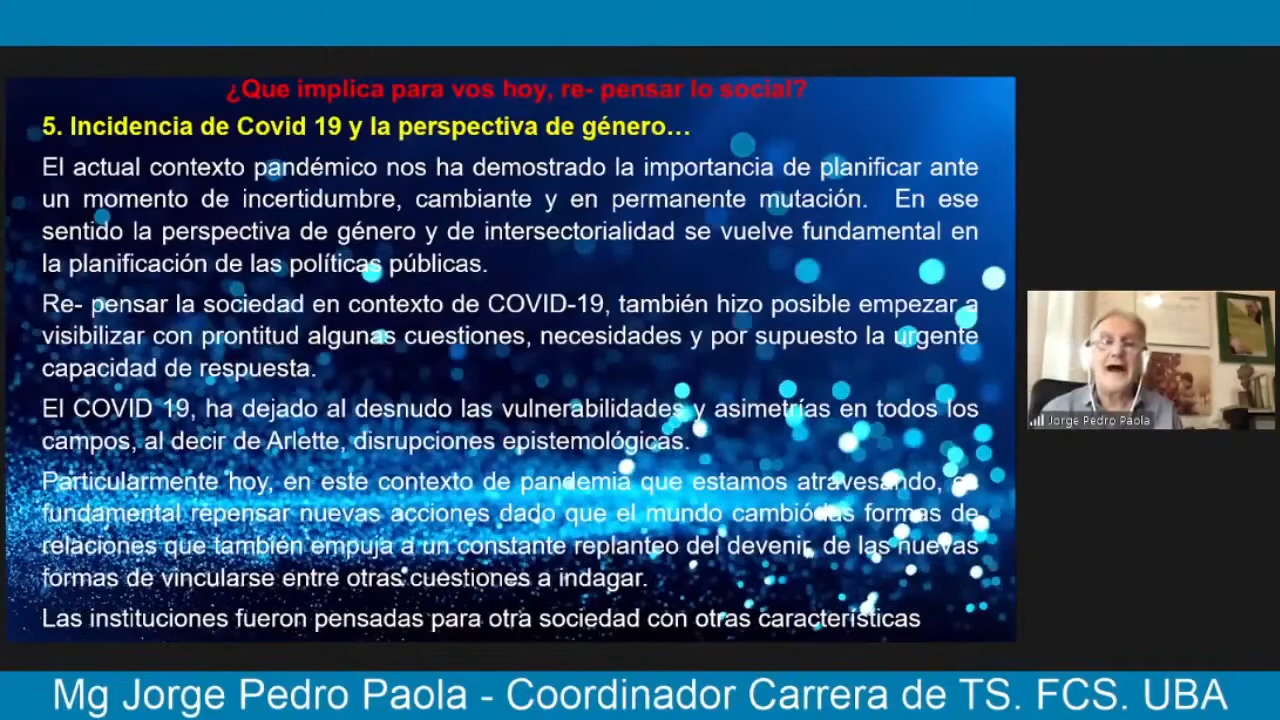 ¿Que implica para vos hoy, re- pensar lo social?
5. Incidencia de Covid 19 y la perspectiva de género...
El actual contexto pandémico nos ha demostrado la importancia de planificar ante
un momento de incertidumbre, cambiante y en permanente mutación. En ese
sentido la perspectiva de género y de intersectorialidad se vuelve fundamental en
la planificación de las políticas públicas.
Re- pensar la sociedad en contexto de COVID-19, también hizo posible empezar a
visibilizar con prontitud algunas cuestiones, necesidades y por supuesto la urgente
capacidad de respuesta.
El COVID 19, ha dejado al desnudo las vulnerabilidades y asimetrías en todos los
campos, al decir de Arlette, disrupciones epistemológicas.
Particularmente hoy, en este contexto de pandemia que estamos atravesando, es
fundamental repensar nuevas acciones dado que el mundo cambió formas de
relaciones que también empuja a un constante replanteo del devenir, de las nuevas
formas de vincularse entre otras cuestiones a indagar.
Las instituciones fueron pensadas para otra sociedad con otras características
Jorge Pedro Paola
Mg Jorge Pedro Paola - Coordinador Carrera de TS. FCS. UBA